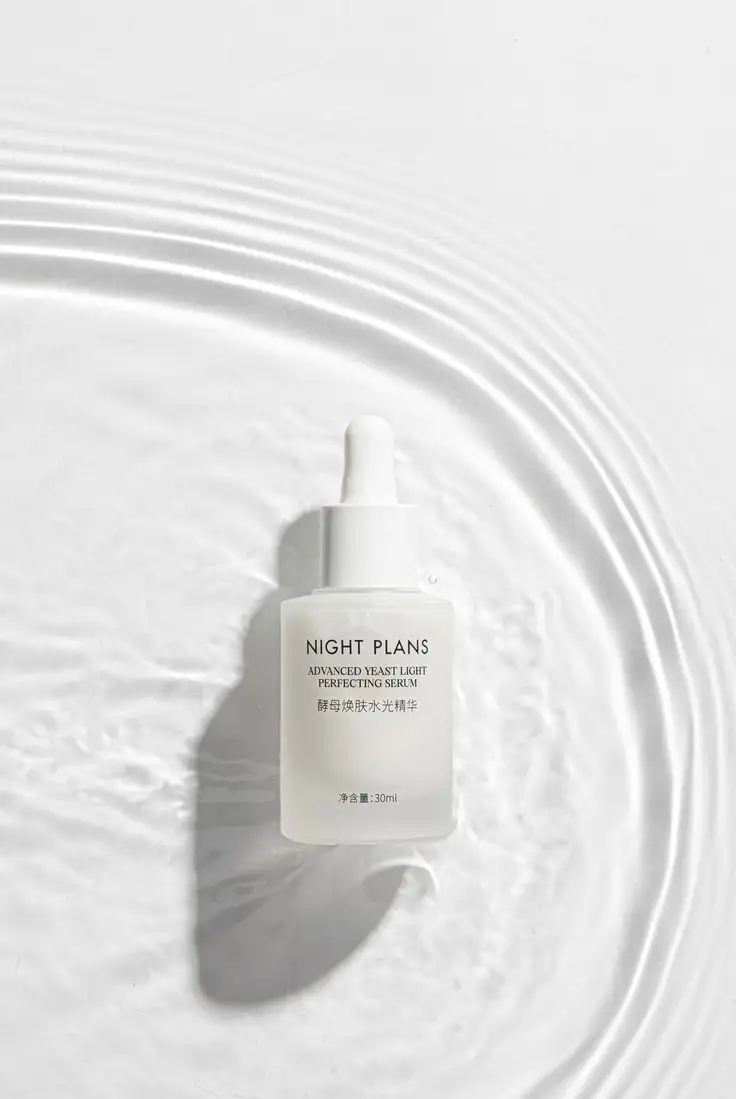 NIGHT PLANS
ADVANCED YEAST LIGHT
PERFECTING SERUM
酵母焕肤水光精华
净含量:30ml